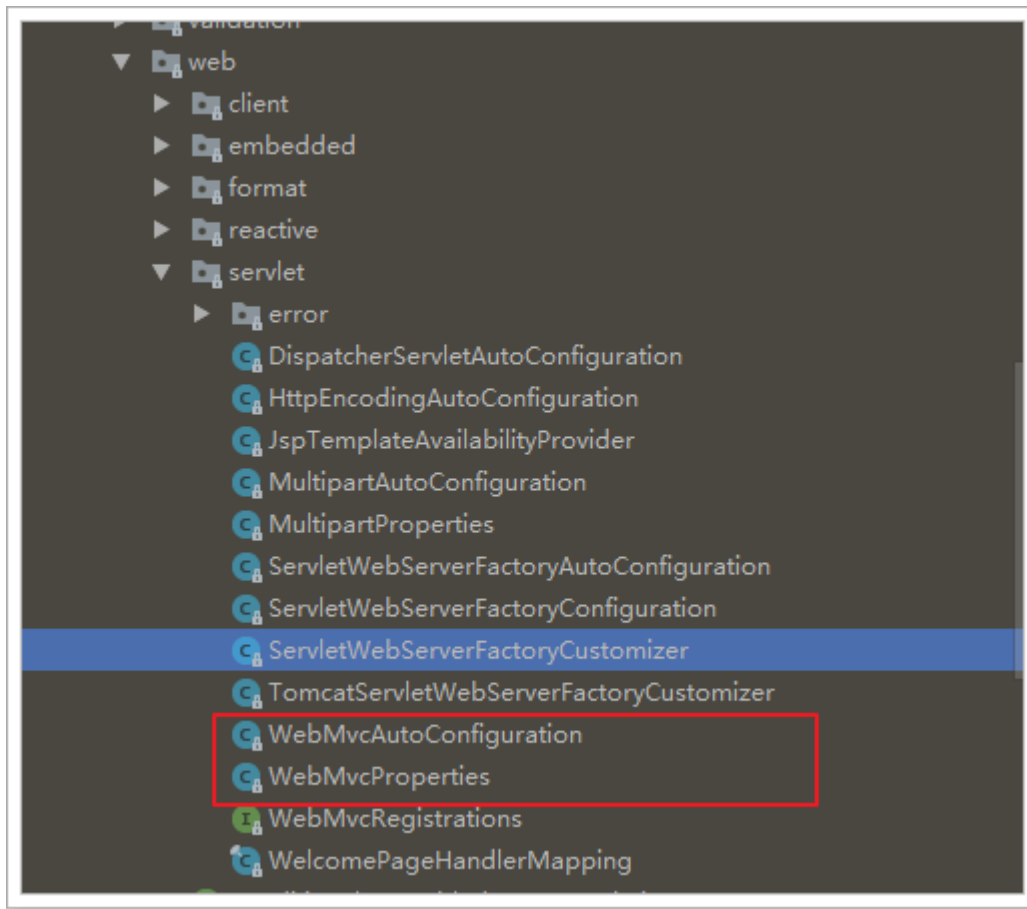 validation
web
client
embedded
format
reactive
servlet
error
DispatcherServletAutoConfiguration
HttpEncodingAutoConfiguration
JspTemplateAvailabilityProvider
MultipartAutoConfiguration
MultipartProperties
ServletWebServerFactoryAutoConfiguration
ServletWebServerFactoryConfiguration
ServletWebServerFactoryCustomizer
TomcatServletWebServerFactoryCustomizer
WebMvcAutoConfiguration
WebMvcProperties
WebMvcRegistrations
WelcomePageHandlerMapping